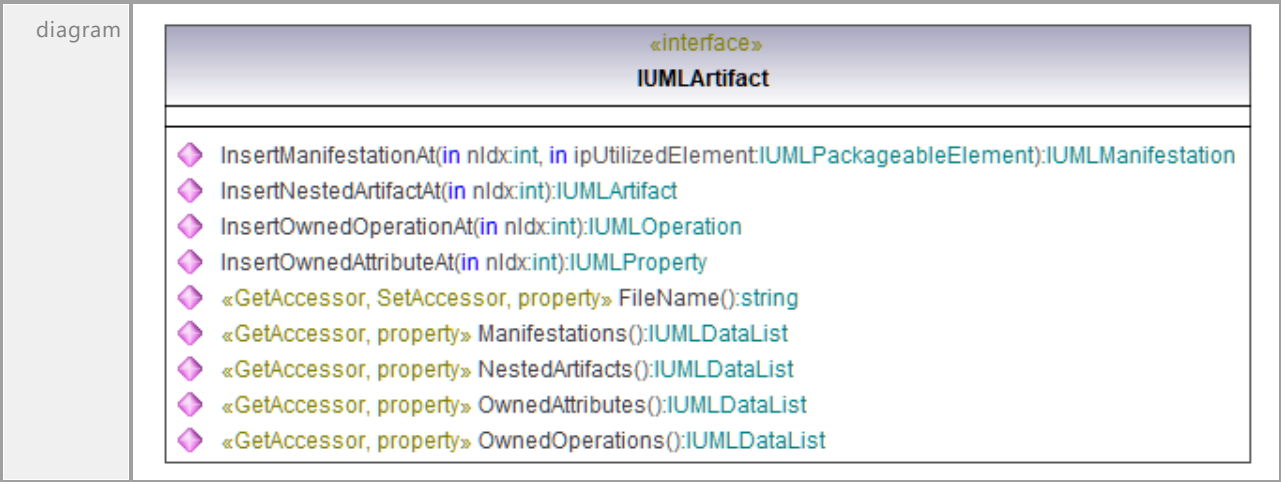 diagram
«interface»
IUMLArtifact
InsertManifestationAt(in nIdx:int, in ipUtilizedElement:IUMLPackageableElement):IUMLManifestation
InsertNestedArtifactAt(in nIdx:int):IUMLArtifact
InsertOwnedOperationAt(in nIdx:int):IUMLOperation
InsertOwnedAttributeAt(in nIdx:int):IUMLProperty
«GetAccessor, SetAccessor, property» FileName():string
«GetAccessor, property» Manifestations():IUMLDataList
«GetAccessor, property» NestedArtifacts():IUMLDataList
«GetAccessor, property» OwnedAttributes():IUMLDataList
«GetAccessor, property» OwnedOperations():IUMLDataList